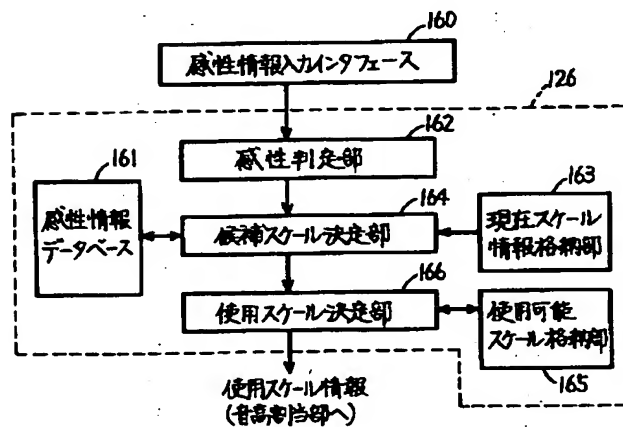 160
感性情報入力インタフェース
126
162
感性判定部
161
感性情報
データベース
164
候補スケール決定部
163
現在スケール
情報格納部
166
使用スケール決定部
使用可能
スケール格納部
165
使用スケール情報
(音高割当部へ)